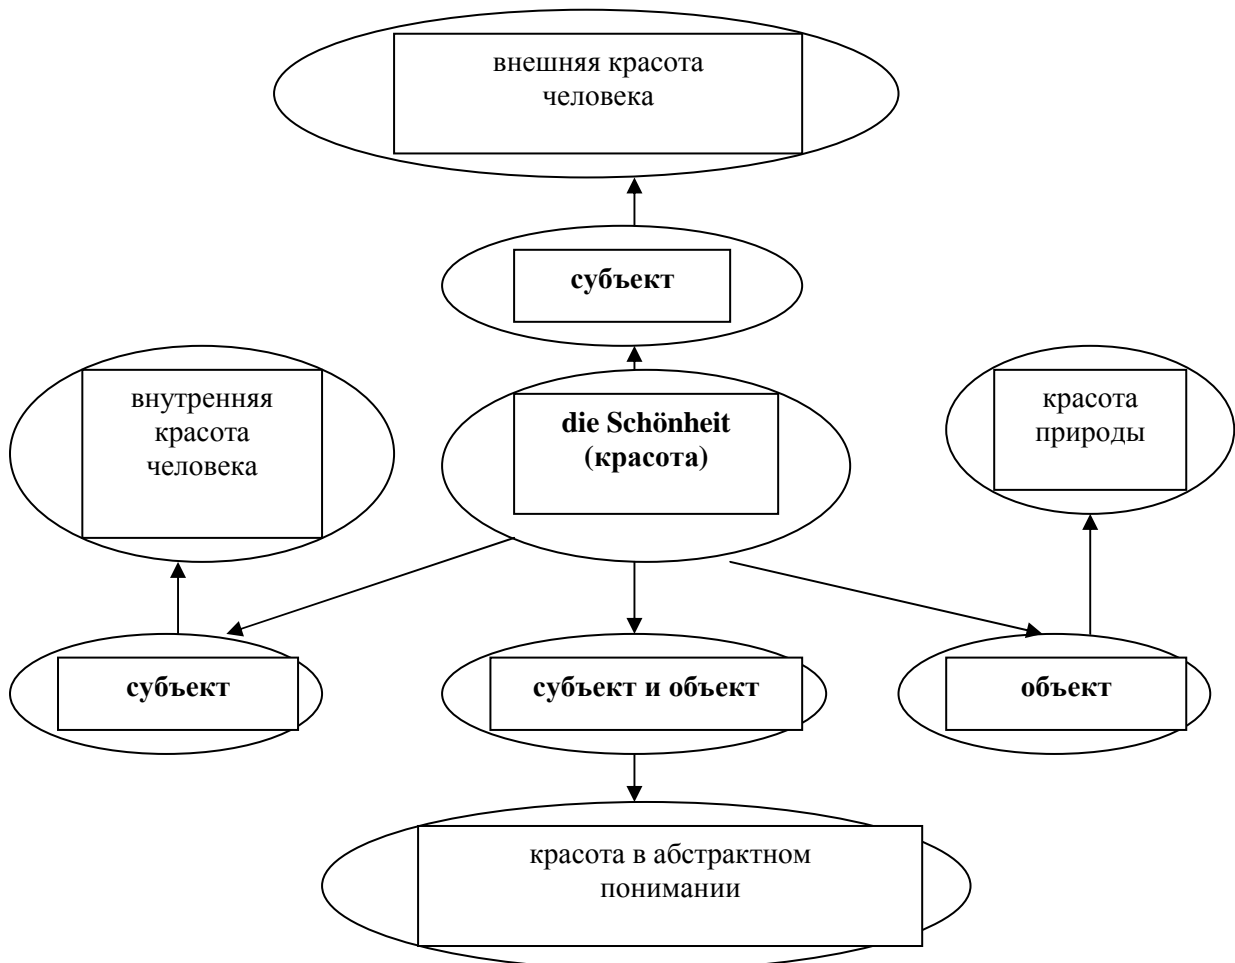 внешняя красота
человека
субъект
внутренняя
красота
человека
die Schönheit
(красота)
красота
природы
субъект
субъект и объект
объект
красота в абстрактном
понимании